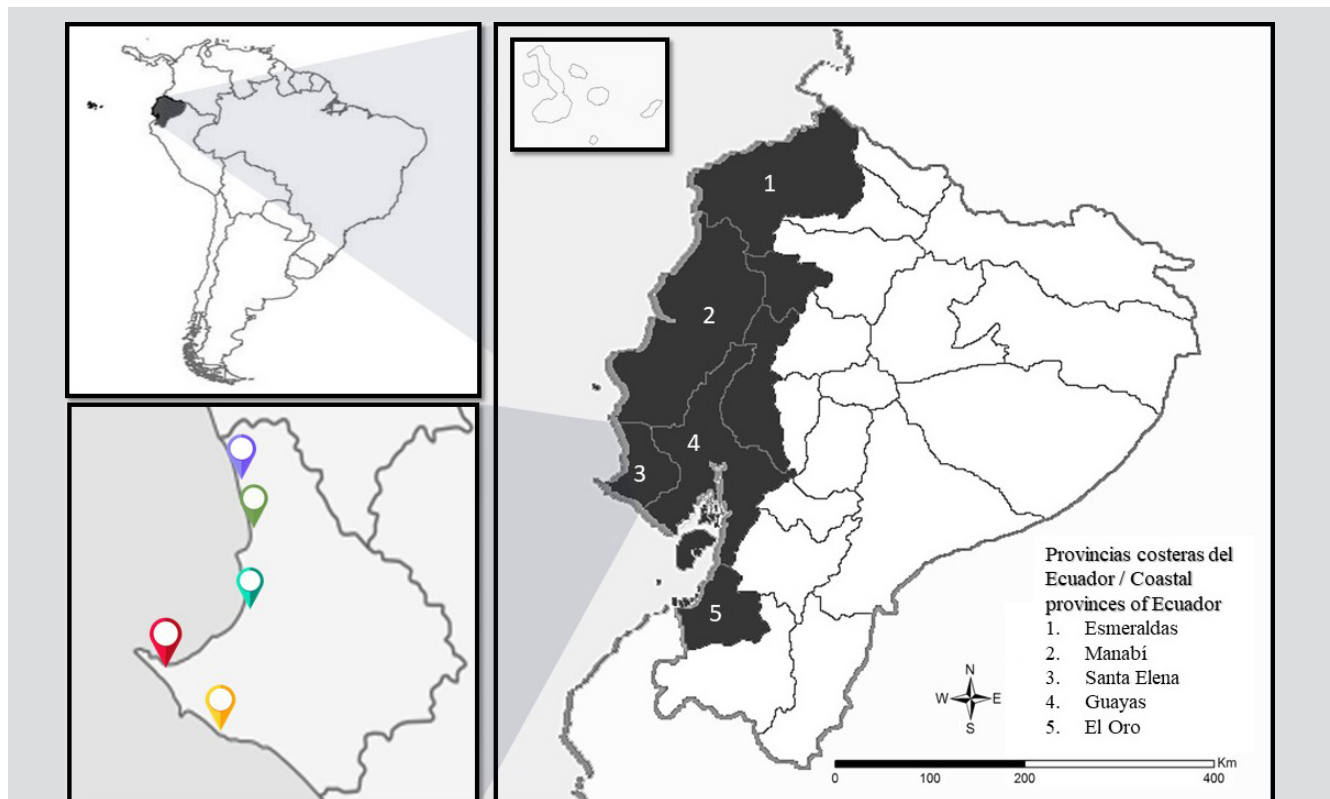 1
2
3
4
5
Provincias costeras del
Ecuador / Coastal
provinces of Ecuador
1. Esmeraldas
2. Manabí
3. Santa Elena
4. Guayas
5. El Oro
N
W E
S
Km
0 100 200 400